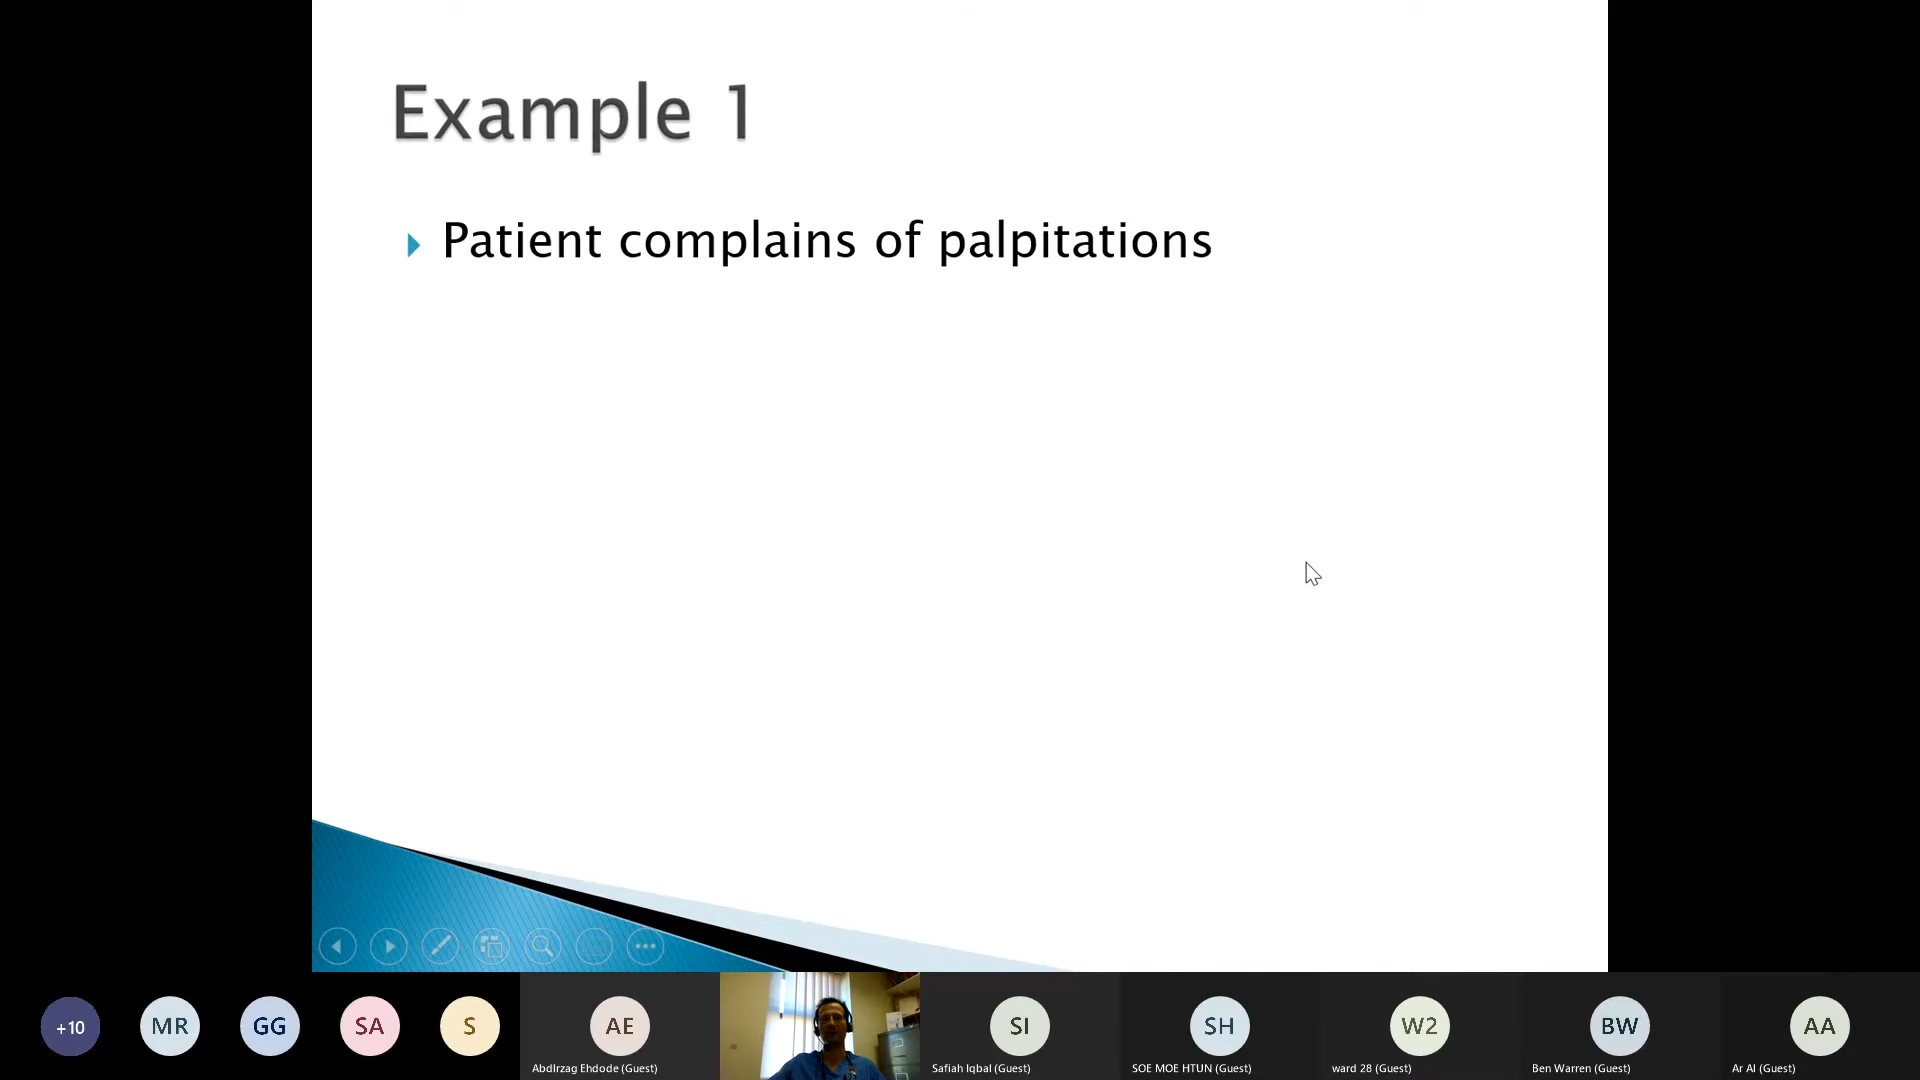 Example 1
Patient complains of palpitations
+10
MR
GG
SA
S
AE
SI
SH
W2
BW
AA
Abdlrzag Ehdode (Guest)
Safiah Iqbal (Guest)
SOE MOE HTUN (Guest)
ward 28 (Guest)
Ben Warren (Guest)
Ar Al (Guest)